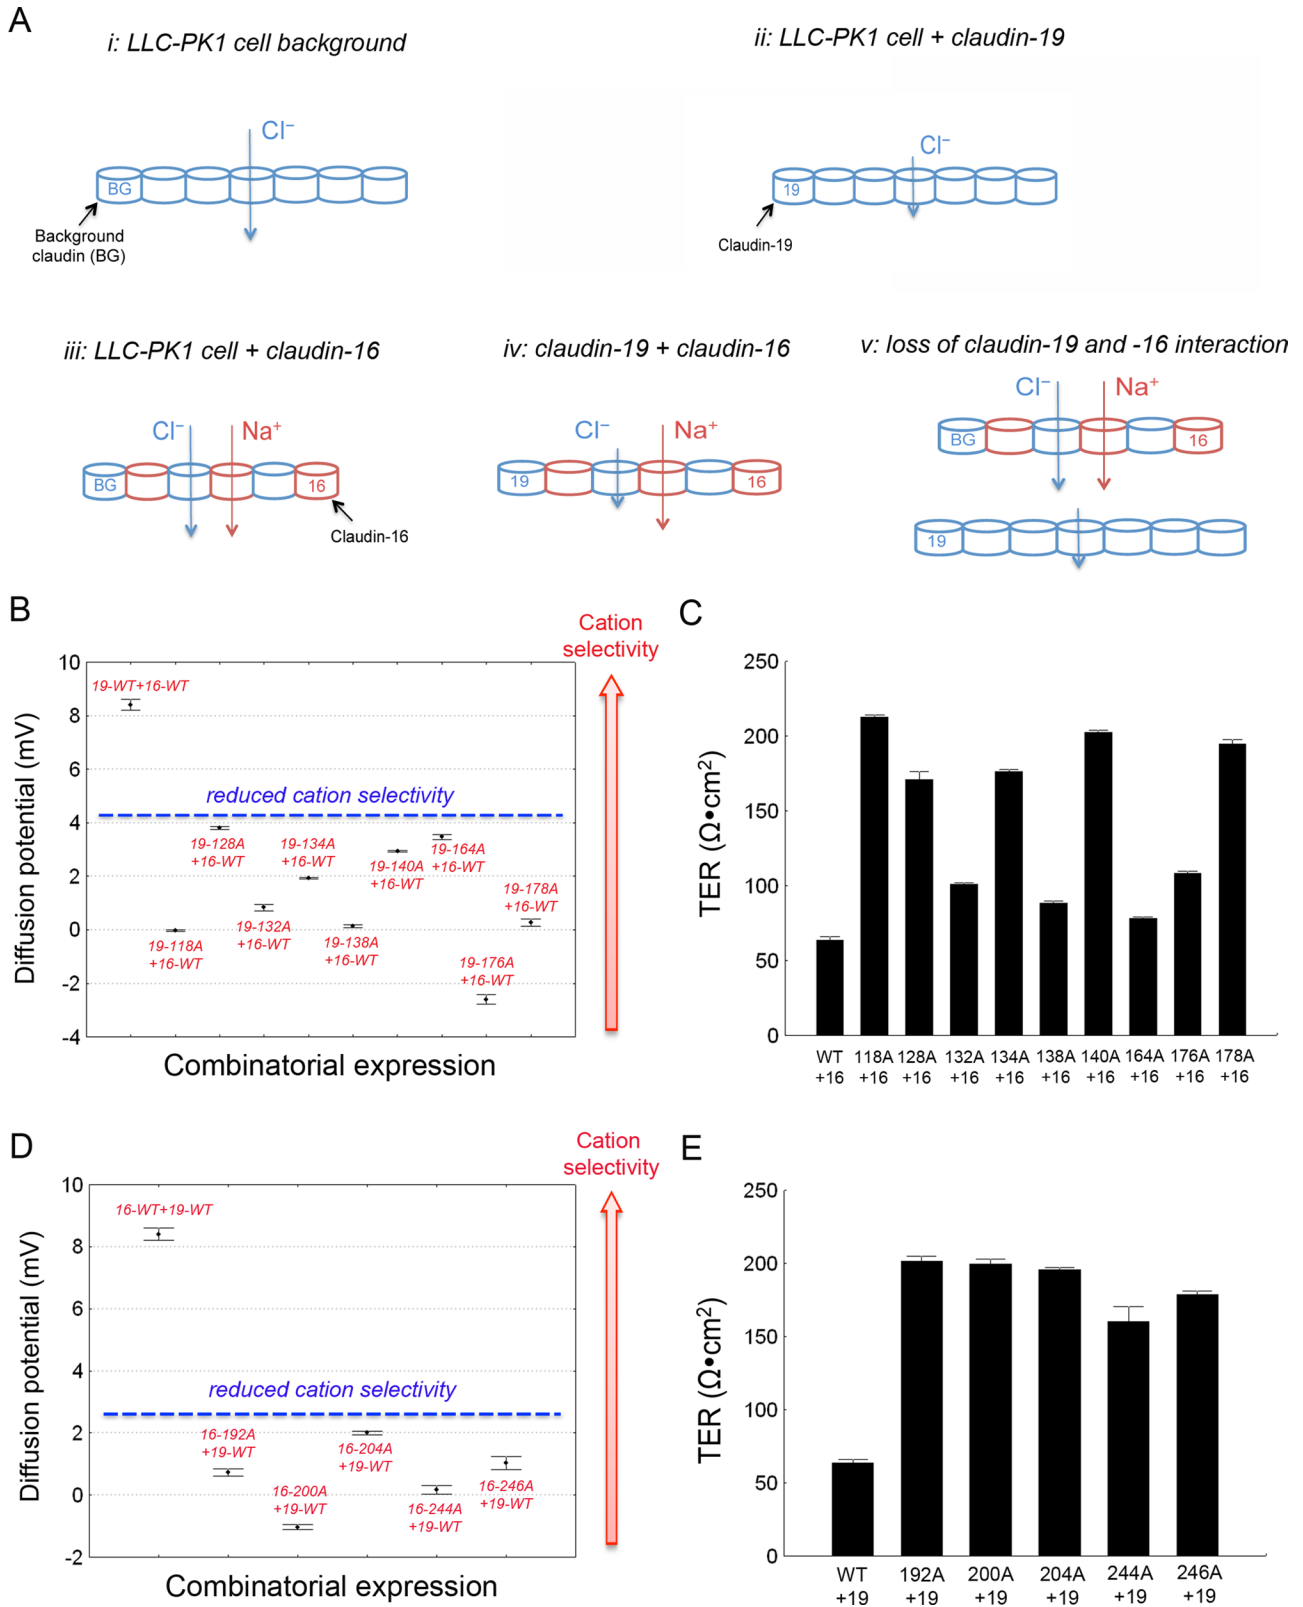 A
i: LLC-PK1 cell background
ii: LLC-PK1 cell + claudin-19
Cl⁻
BG
Background
claudin (BG)
Cl⁻
19
Claudin-19
iii: LLC-PK1 cell + claudin-16
iv: claudin-19 + claudin-16
v: loss of claudin-19 and -16 interaction
Cl⁻
Na⁺
BG
16
Claudin-16
Cl⁻
Na⁺
19
16
Cl⁻
Na⁺
BG
16
19
B
Cation
selectivity
Diffusion potential (mV)
10
8
6
4
2
0
-2
-4
19-WT+16-WT
reduced cation selectivity
19-118A
+16-WT
19-128A
+16-WT
19-132A
+16-WT
19-134A
+16-WT
19-138A
+16-WT
19-140A
+16-WT
19-164A
+16-WT
19-176A
+16-WT
19-178A
+16-WT
Combinatorial expression
C
TER (Ω•cm²)
250
200
150
100
50
0
WT 118A 128A 132A 134A 138A 140A 164A 176A 178A
+16 +16 +16 +16 +16 +16 +16 +16 +16 +16
D
Cation
selectivity
Diffusion potential (mV)
10
8
6
4
2
0
-2
16-WT+19-WT
reduced cation selectivity
16-192A
+19-WT
16-200A
+19-WT
16-204A
+19-WT
16-244A
+19-WT
16-246A
+19-WT
Combinatorial expression
E
TER (Ω•cm²)
250
200
150
100
50
0
WT 192A 200A 204A 244A 246A
+19 +19 +19 +19 +19 +19